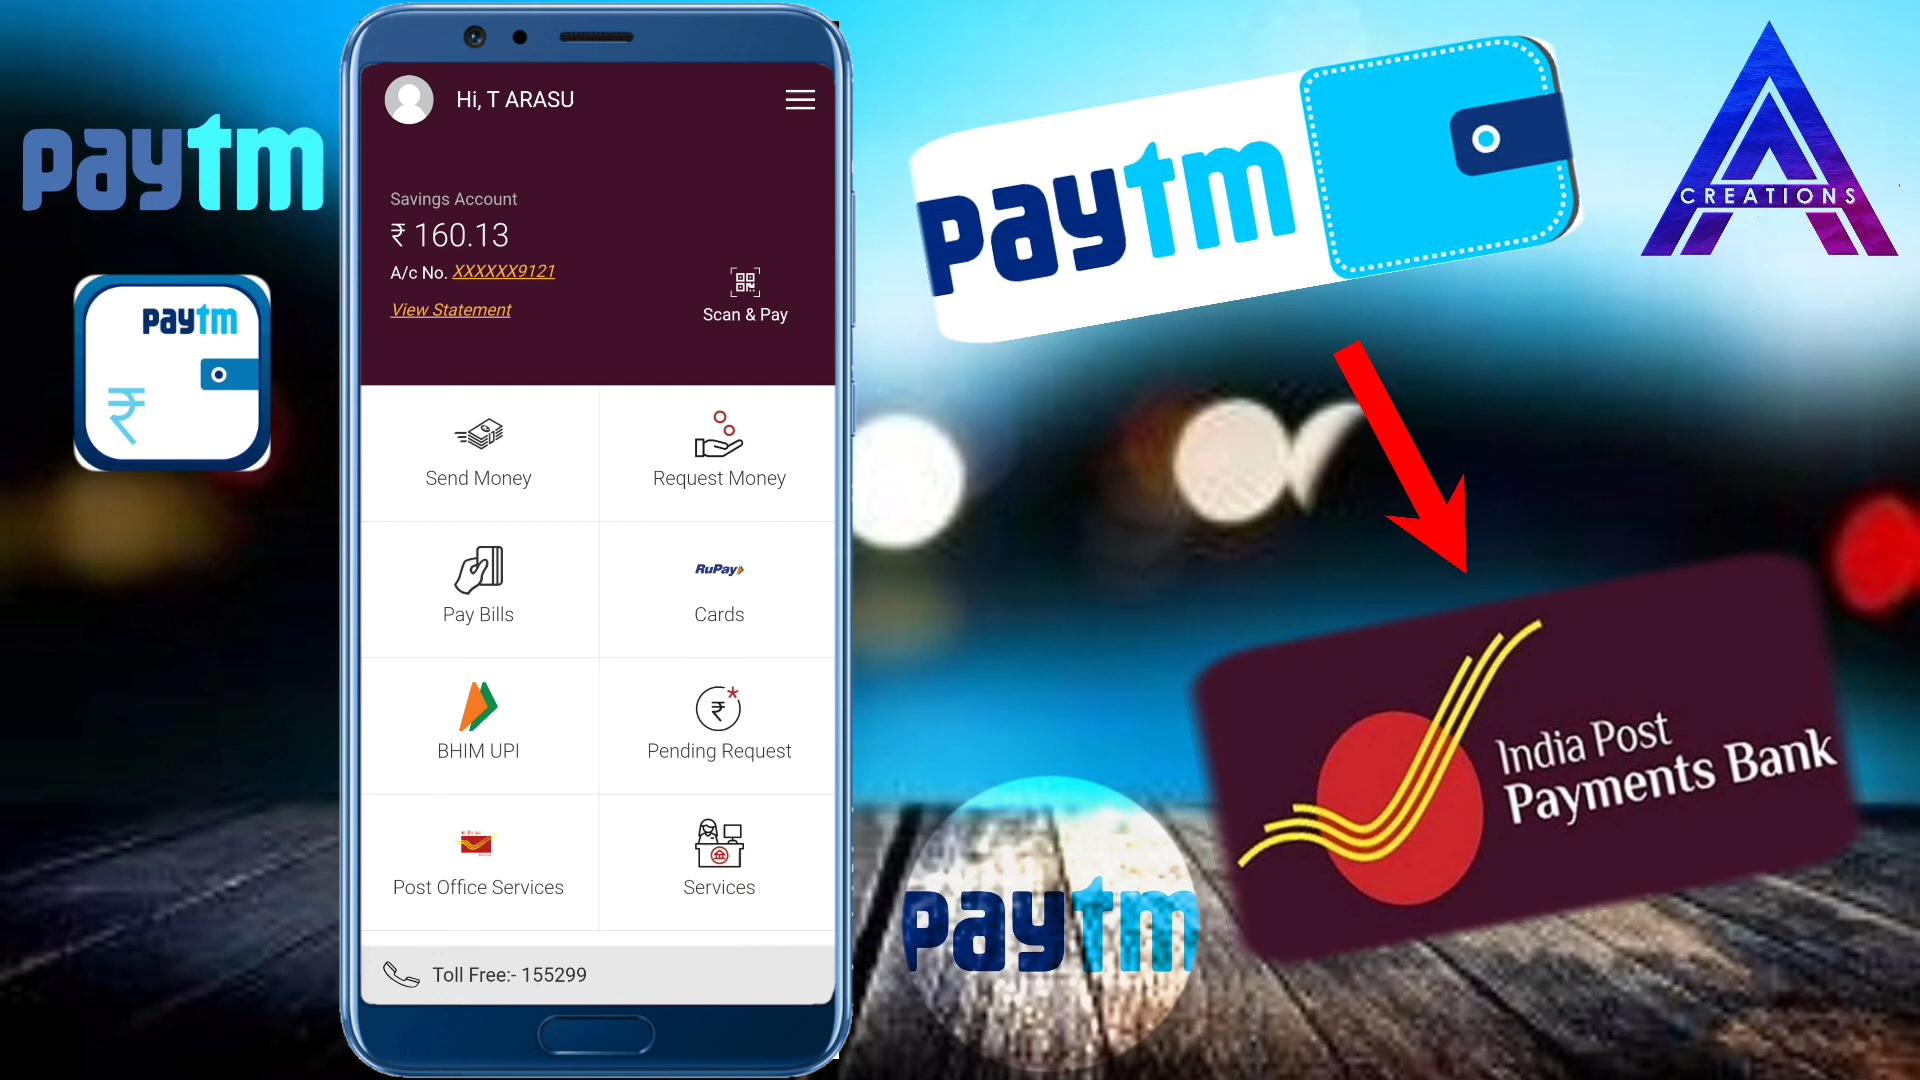 paytm
paytm
₹
Hi, T ARASU
Savings Account
₹ 160.13
A/c No. XXXXXX9121
View Statement
Scan & Pay
Send Money
Request Money
Pay Bills
RuPay
Cards
BHIM UPI
₹
Pending Request
Post Office Services
Services
Toll Free:- 155299
paytm
CREATIONS
India Post
Payments Bank
paytm